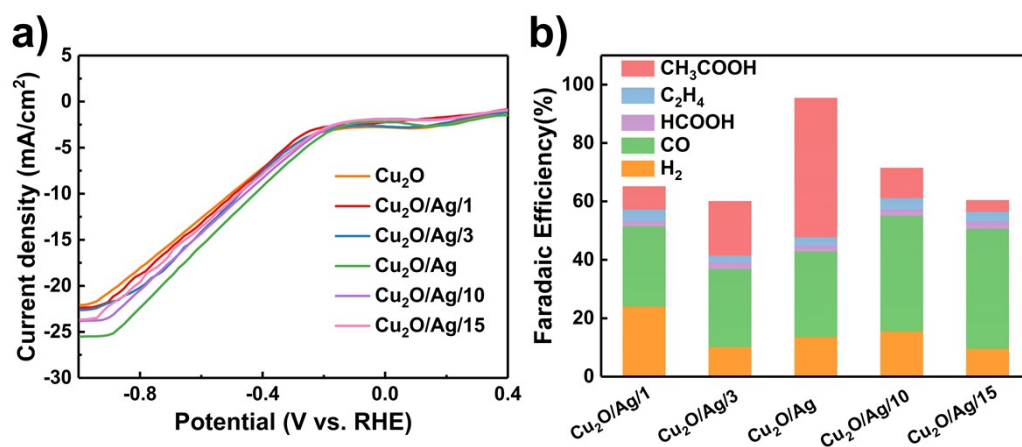 a)
5
0
-5
-10
-15
-20
-25
-30
Current density (mA/cm²)
-0.8
-0.4
0.0
0.4
Potential (V vs. RHE)
Cu₂O
Cu₂O/Ag/1
Cu₂O/Ag/3
Cu₂O/Ag
Cu₂O/Ag/10
Cu₂O/Ag/15
b)
100
80
60
40
20
0
Faradaic Efficiency(%)
CH₃COOH
C₂H₄
HCOOH
CO
H₂
Cu₂O/Ag/1
Cu₂O/Ag/3
Cu₂O/Ag
Cu₂O/Ag/10
Cu₂O/Ag/15